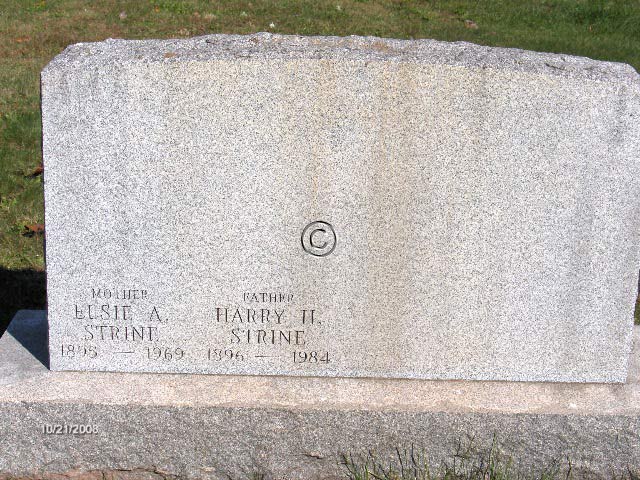 ©
MOTHER
ELSIE A.
STRINE
1895 — 1969
FATHER
HARRY H.
STRINE
1896 — 1984
10/21/2008